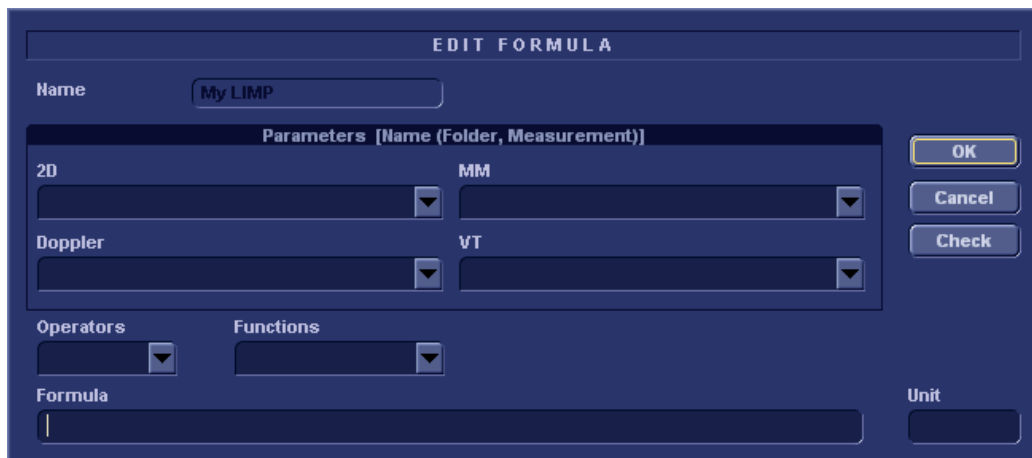 EDIT FORMULA
Name
My LIMP
Parameters [Name (Folder, Measurement)]
2D
MM
Doppler
VT
OK
Cancel
Check
Operators
Functions
Formula
Unit